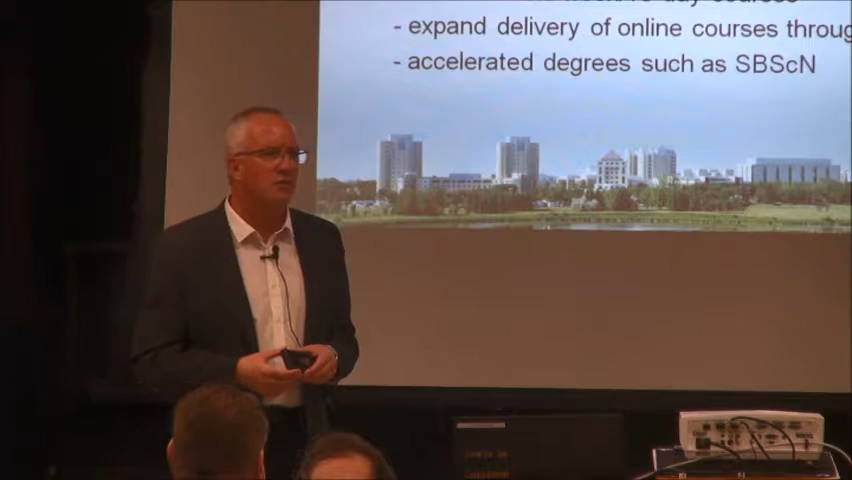 - expand delivery of online courses throug
- accelerated degrees such as SBScN